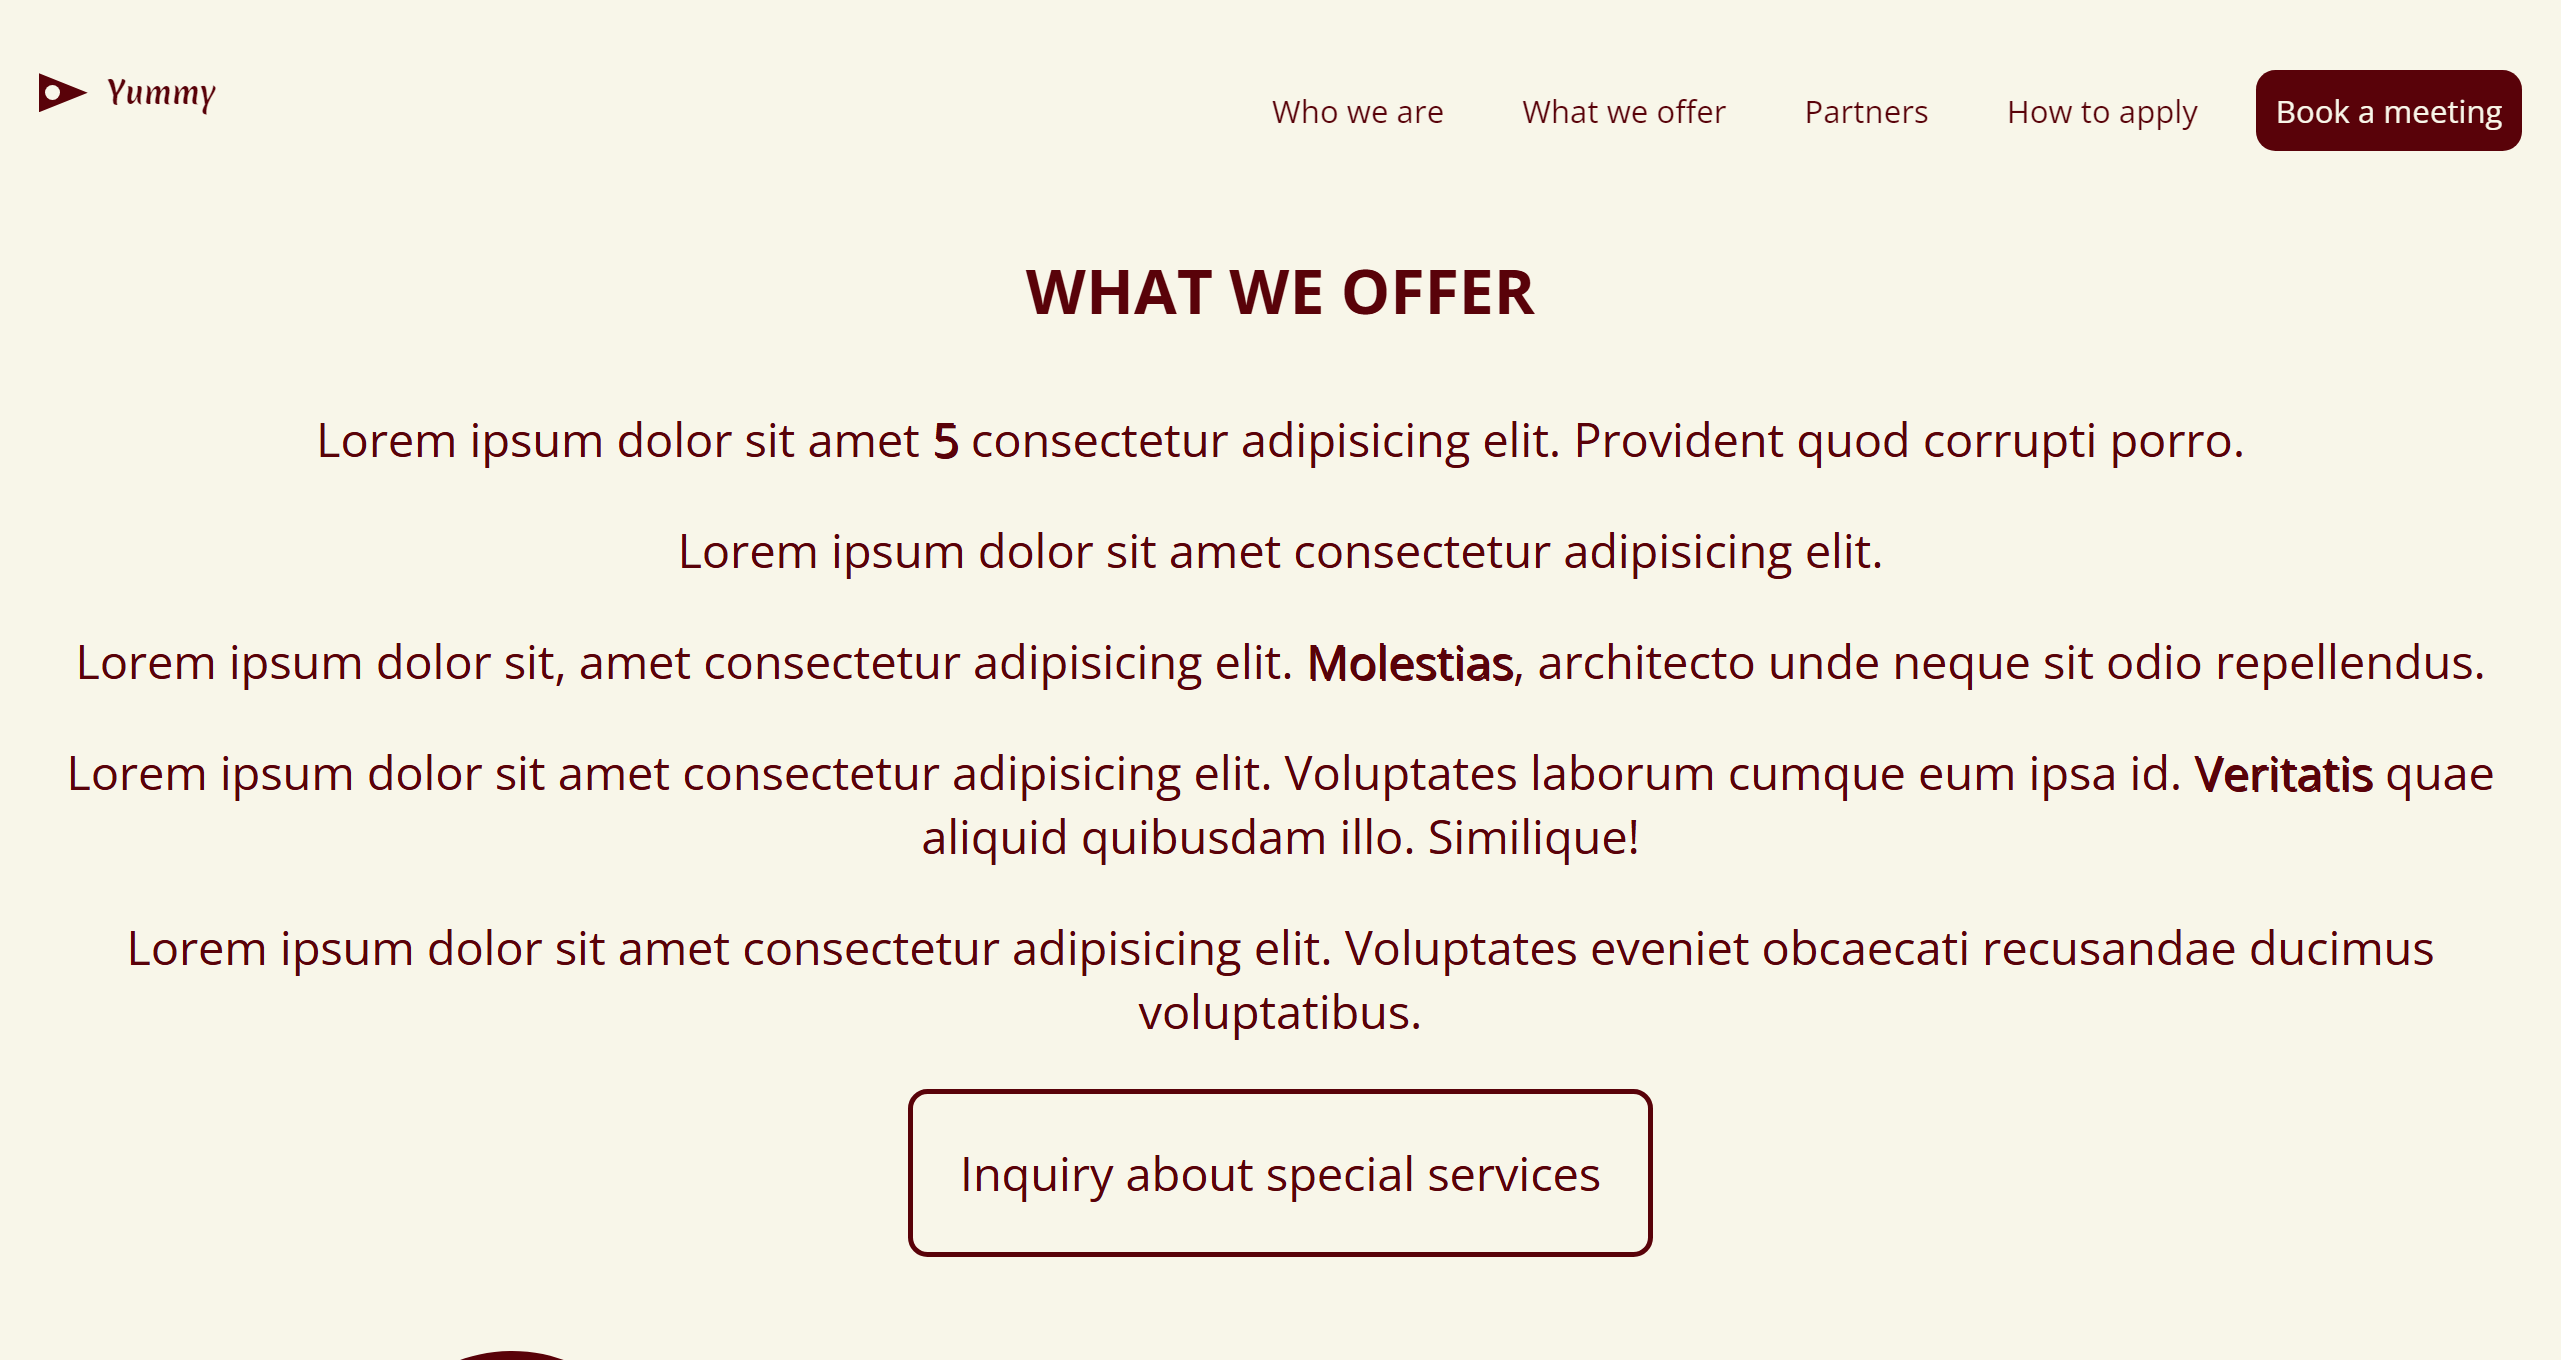 Yummy
Who we are
What we offer
Partners
How to apply
Book a meeting
WHAT WE OFFER
Lorem ipsum dolor sit amet 5 consectetur adipisicing elit. Provident quod corrupti porro.
Lorem ipsum dolor sit amet consectetur adipisicing elit.
Lorem ipsum dolor sit, amet consectetur adipisicing elit. Molestias, architecto unde neque sit odio repellendus.
Lorem ipsum dolor sit amet consectetur adipisicing elit. Voluptates laborum cumque eum ipsa id. Veritatis quae
aliquid quibusdam illo. Similique!
Lorem ipsum dolor sit amet consectetur adipisicing elit. Voluptates eveniet obcaecati recusandae ducimus
voluptatibus.
Inquiry about special services